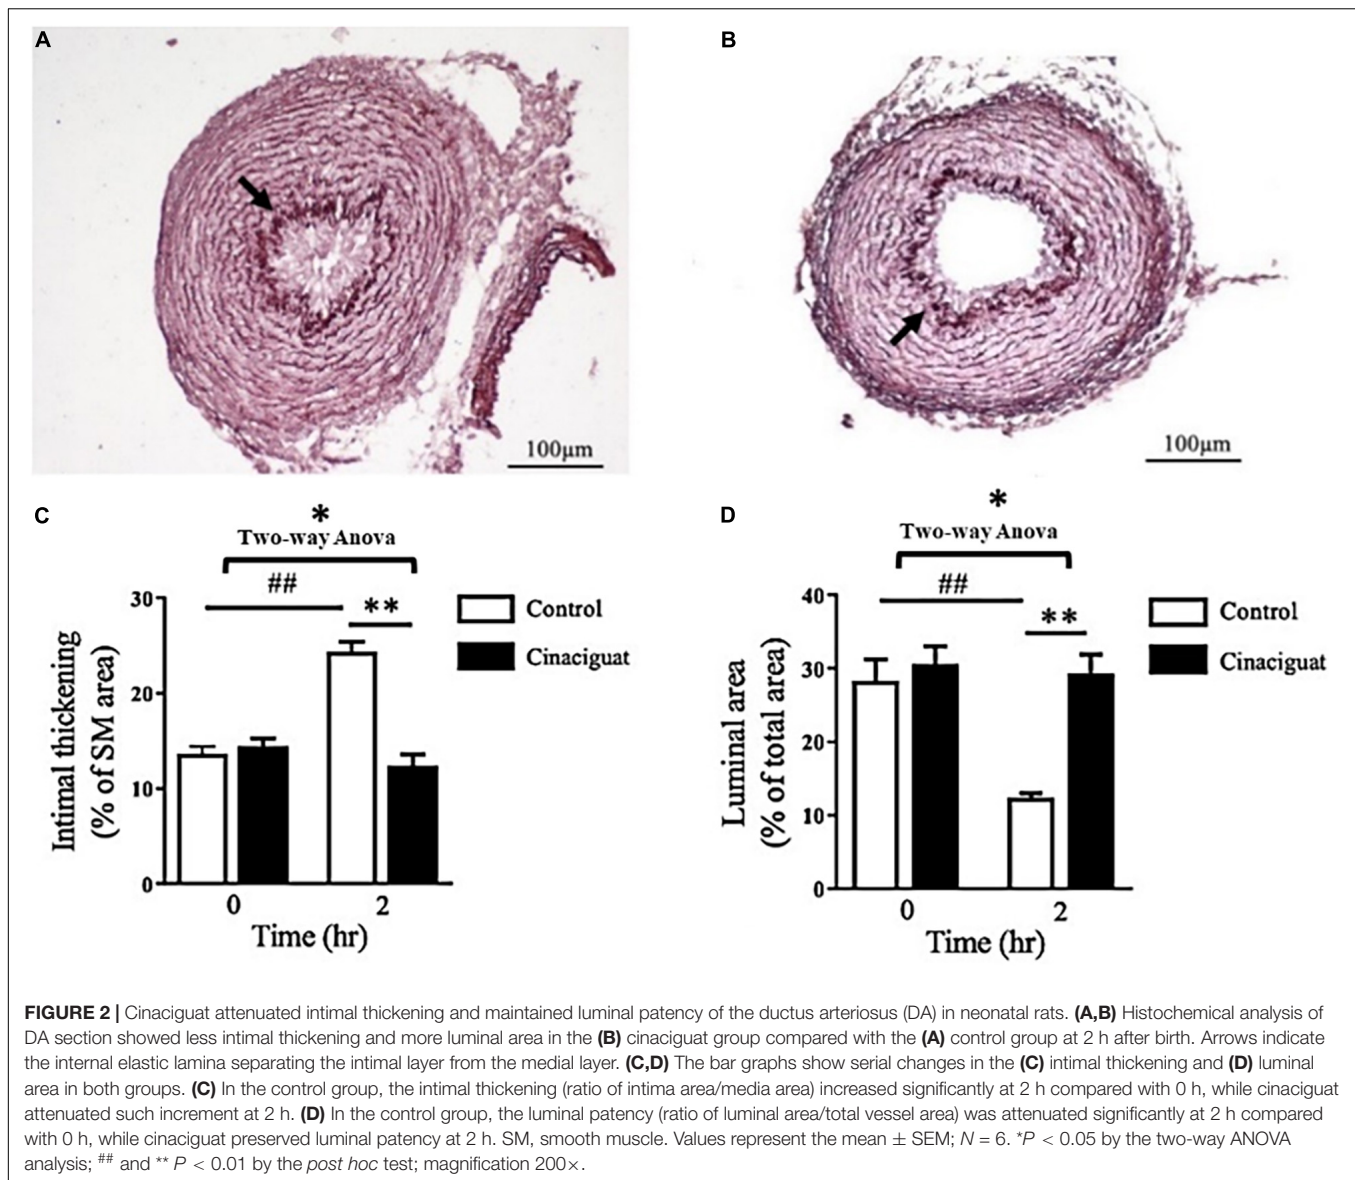 A
B
100μm
100μm
C
*
Two-way Anova
##
**
30
20
10
0
Intimal thickening
(% of SM area)
0
2
Time (hr)
Control
Cinaciguat
D
*
Two-way Anova
##
**
40
30
20
10
0
Luminal area
(% of total area)
0
2
Time (hr)
Control
Cinaciguat
FIGURE 2 | Cinaciguat attenuated intimal thickening and maintained luminal patency of the ductus arteriosus (DA) in neonatal rats. (A,B) Histochemical analysis of
DA section showed less intimal thickening and more luminal area in the (B) cinaciguat group compared with the (A) control group at 2 h after birth. Arrows indicate
the internal elastic lamina separating the intimal layer from the medial layer. (C,D) The bar graphs show serial changes in the (C) intimal thickening and (D) luminal
area in both groups. (C) In the control group, the intimal thickening (ratio of intima area/media area) increased significantly at 2 h compared with 0 h, while cinaciguat
attenuated such increment at 2 h. (D) In the control group, the luminal patency (ratio of luminal area/total vessel area) was attenuated significantly at 2 h compared
with 0 h, while cinaciguat preserved luminal patency at 2 h. SM, smooth muscle. Values represent the mean ± SEM; N = 6. *P < 0.05 by the two-way ANOVA
analysis; ## and ** P < 0.01 by the post hoc test; magnification 200×.